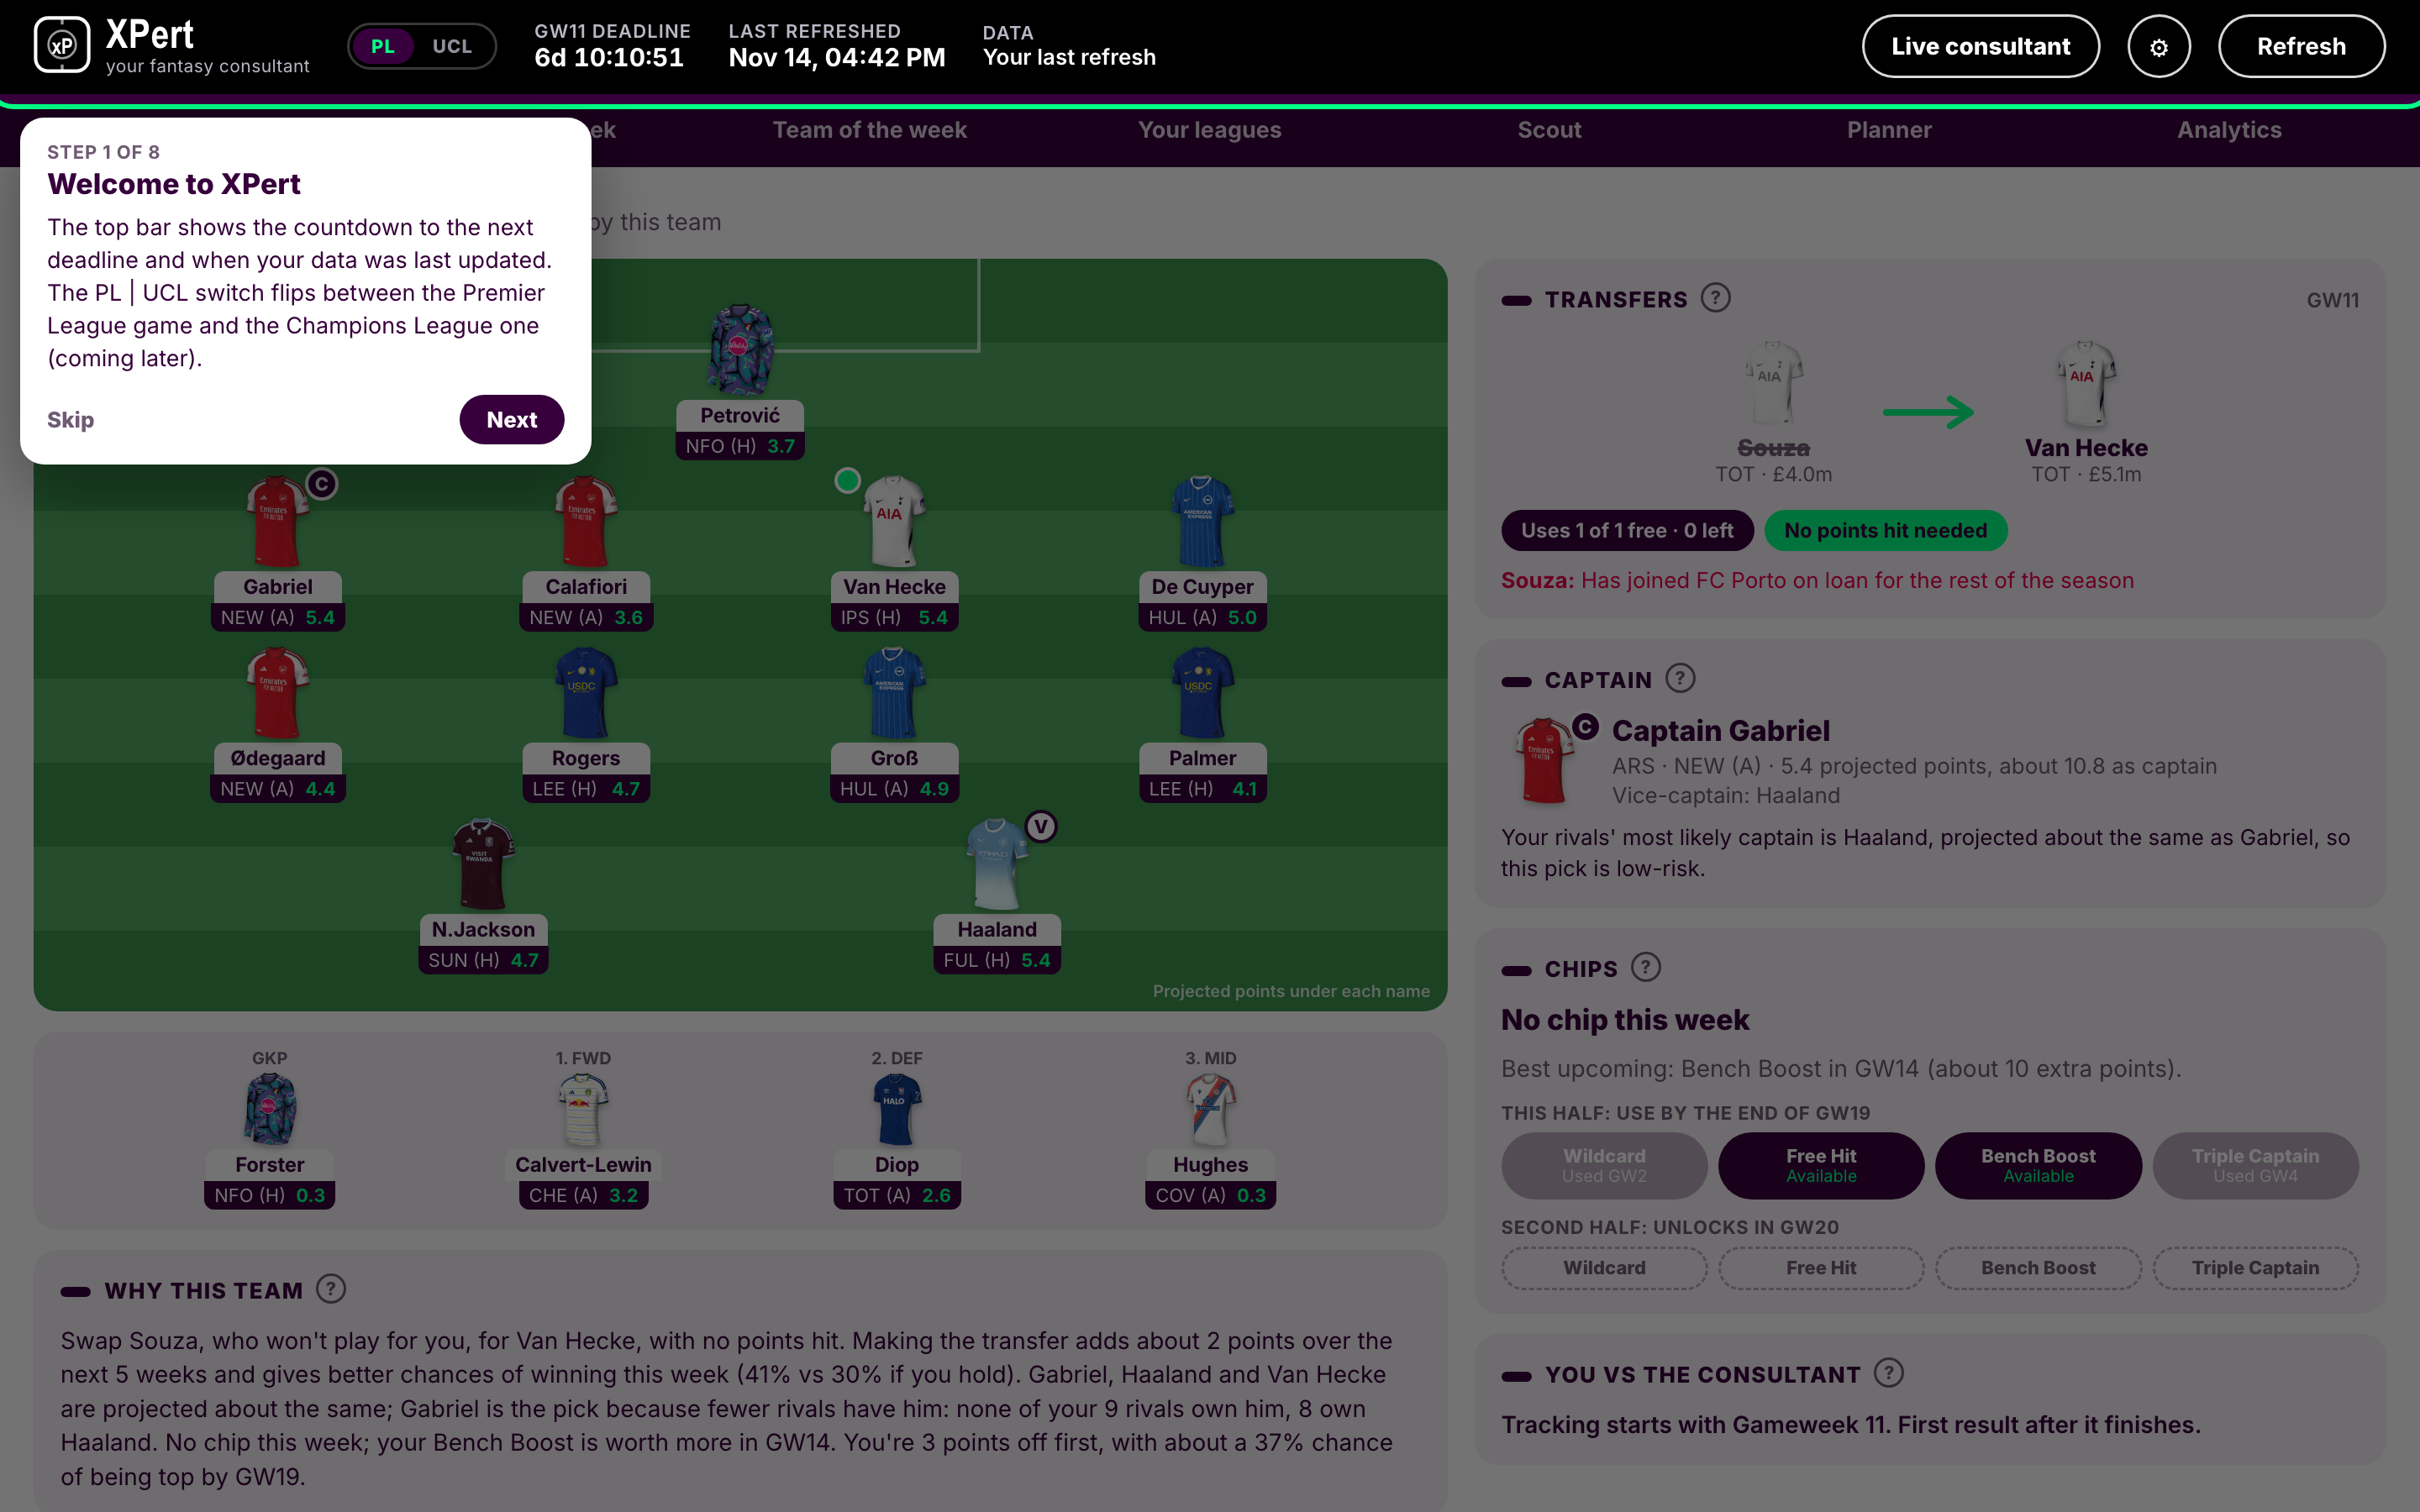 xP
XPert
your fantasy consultant
PL
UCL
GW11 DEADLINE
6d 10:10:51
LAST REFRESHED
Nov 14, 04:42 PM
DATA
Your last refresh
Live consultant
Refresh
ek
Team of the week
Your leagues
Scout
Planner
Analytics
STEP 1 OF 8
Welcome to XPert
The top bar shows the countdown to the next
deadline and when your data was last updated.
The PL | UCL switch flips between the Premier
League game and the Champions League one
(coming later).
Skip
Next
by this team
Petrović
NFO (H) 3.7
C
Gabriel
NEW (A) 5.4
Calafiori
NEW (A) 3.6
AIA
Van Hecke
IPS (H) 5.4
De Cuyper
HUL (A) 5.0
Ødegaard
NEW (A) 4.4
Rogers
LEE (H) 4.7
Groß
HUL (A) 4.9
Palmer
LEE (H) 4.1
N.Jackson
SUN (H) 4.7
V
Haaland
FUL (H) 5.4
Projected points under each name
GKP
Forster
NFO (H) 0.3
1. FWD
Calvert-Lewin
CHE (A) 3.2
2. DEF
HALO
Diop
TOT (A) 2.6
3. MID
Hughes
COV (A) 0.3
WHY THIS TEAM ?
Swap Souza, who won't play for you, for Van Hecke, with no points hit. Making the transfer adds about 2 points over the
next 5 weeks and gives better chances of winning this week (41% vs 30% if you hold). Gabriel, Haaland and Van Hecke
are projected about the same; Gabriel is the pick because fewer rivals have him: none of your 9 rivals own him, 8 own
Haaland. No chip this week; your Bench Boost is worth more in GW14. You're 3 points off first, with about a 37% chance
of being top by GW19.
TRANSFERS ?
GW11
AIA
Souza
TOT · £4.0m
AIA
Van Hecke
TOT · £5.1m
Uses 1 of 1 free · 0 left
No points hit needed
Souza: Has joined FC Porto on loan for the rest of the season
CAPTAIN ?
C
Captain Gabriel
ARS · NEW (A) · 5.4 projected points, about 10.8 as captain
Vice-captain: Haaland
Your rivals' most likely captain is Haaland, projected about the same as Gabriel, so
this pick is low-risk.
CHIPS ?
No chip this week
Best upcoming: Bench Boost in GW14 (about 10 extra points).
THIS HALF: USE BY THE END OF GW19
Wildcard
Used GW2
Free Hit
Available
Bench Boost
Available
Triple Captain
Used GW4
SECOND HALF: UNLOCKS IN GW20
Wildcard
Free Hit
Bench Boost
Triple Captain
YOU VS THE CONSULTANT ?
Tracking starts with Gameweek 11. First result after it finishes.